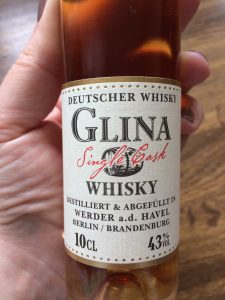 DEUTSCHER WHISKY
GLINA
Single Cask
WHISKY
DESTILLIERT & ABGEFÜLLT IN
WERDER a.d. HAVEL
BERLIN / BRANDENBURG
10CL 43% VOL